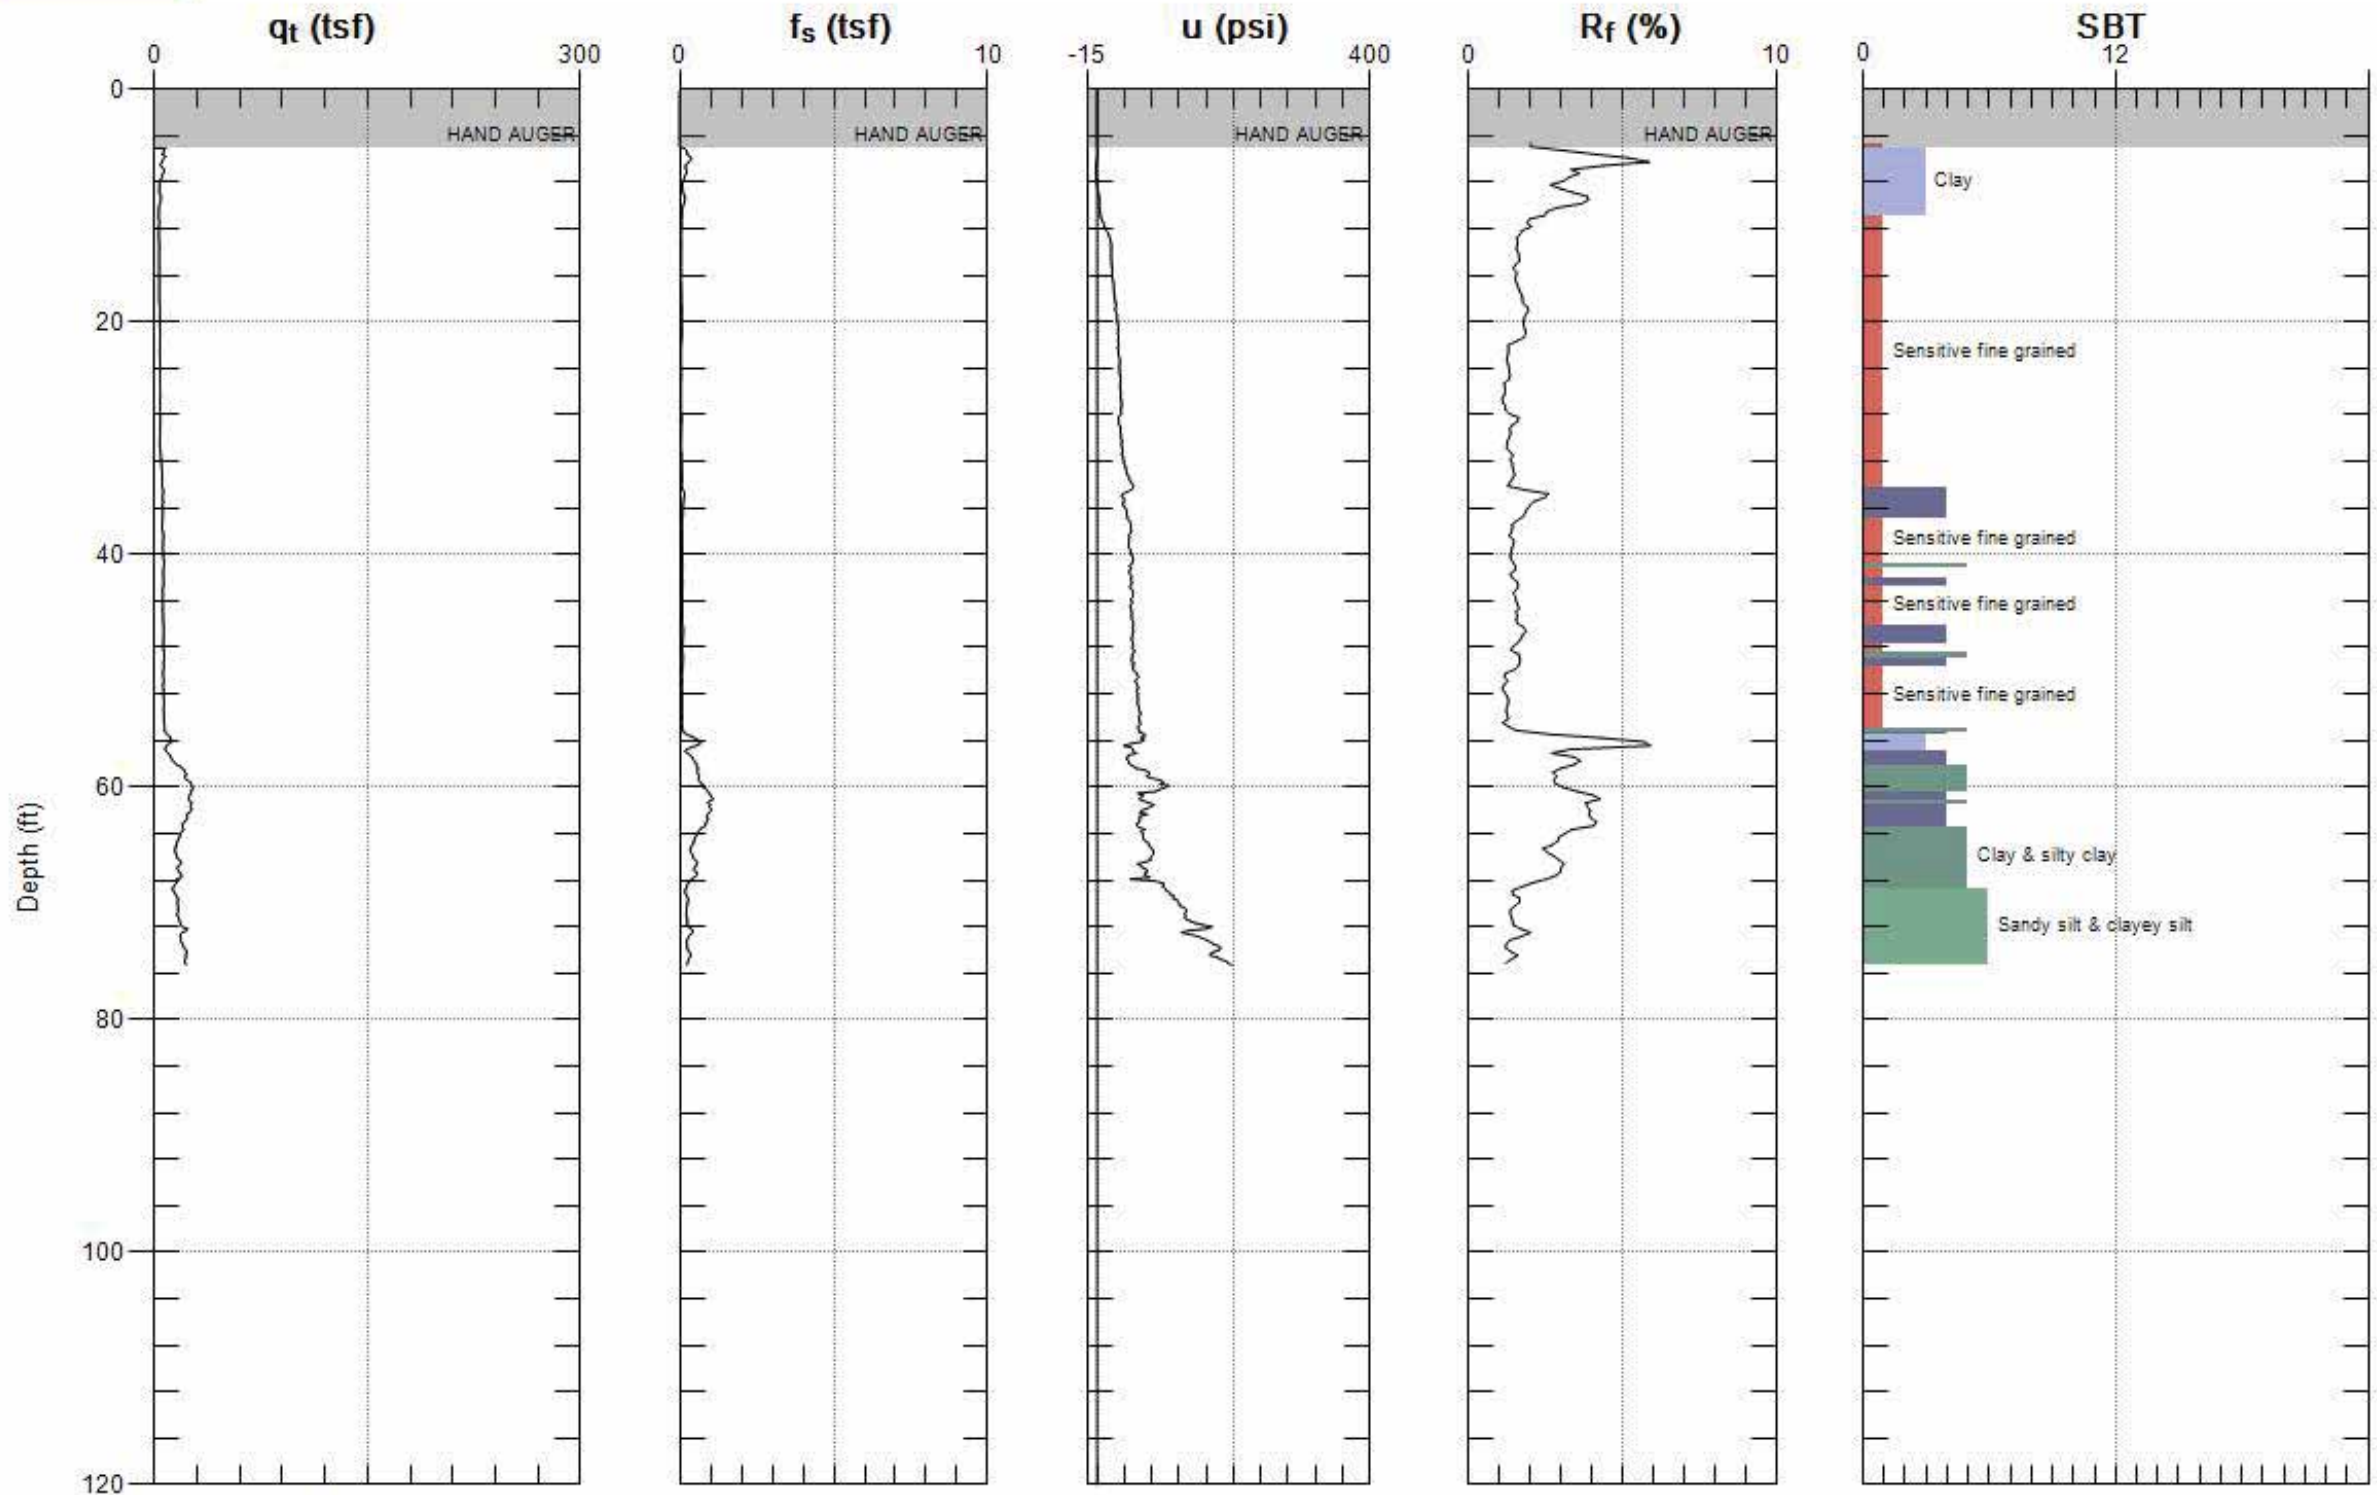 qt (tsf) fs (tsf) u (psi) Rf (%) SBT
0 300 0 10 -15 400 0 10 0 12
0
HAND AUGER HAND AUGER HAND AUGER HAND AUGER
Clay
20
Sensitive fine grained
Sensitive fine grained
40
Sensitive fine grained
Sensitive fine grained
60
Depth (ft)
Clay & silty clay
Sandy silt & clayey silt
80
100
120